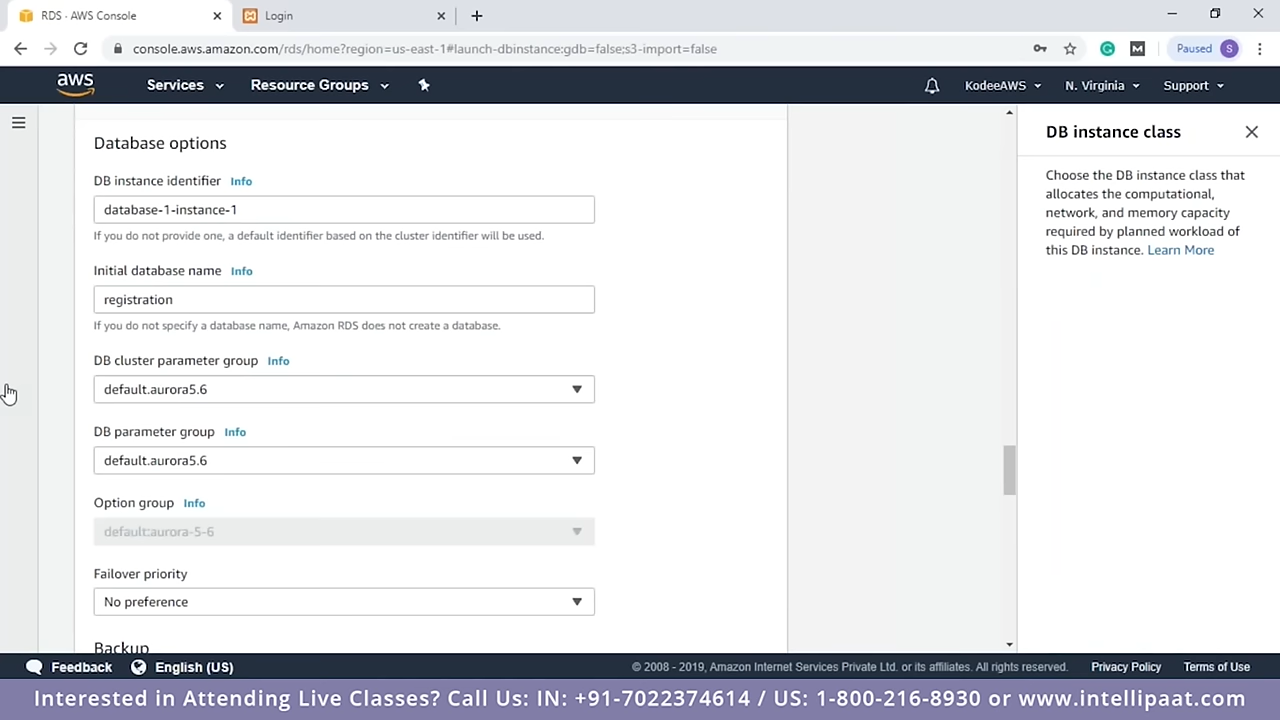 RDS · AWS Console
Login
console.aws.amazon.com/rds/home?region=us-east-1#launch-dbinstance:gdb=false;s3-import=false
Paused
S
aws
Services
Resource Groups
KodeeAWS
N. Virginia
Support
Database options
DB instance identifier Info
database-1-instance-1
If you do not provide one, a default identifier based on the cluster identifier will be used.
Initial database name Info
registration
If you do not specify a database name, Amazon RDS does not create a database.
DB cluster parameter group Info
default.aurora5.6
DB parameter group Info
default.aurora5.6
Option group Info
default:aurora-5-6
Failover priority
No preference
Backup
DB instance class
Choose the DB instance class that
allocates the computational,
network, and memory capacity
required by planned workload of
this DB instance. Learn More
Feedback
English (US)
© 2008 - 2019, Amazon Internet Services Private Ltd. or its affiliates. All rights reserved.
Privacy Policy
Terms of Use
Interested in Attending Live Classes? Call Us: IN: +91-7022374614 / US: 1-800-216-8930 or www.intellipaat.com